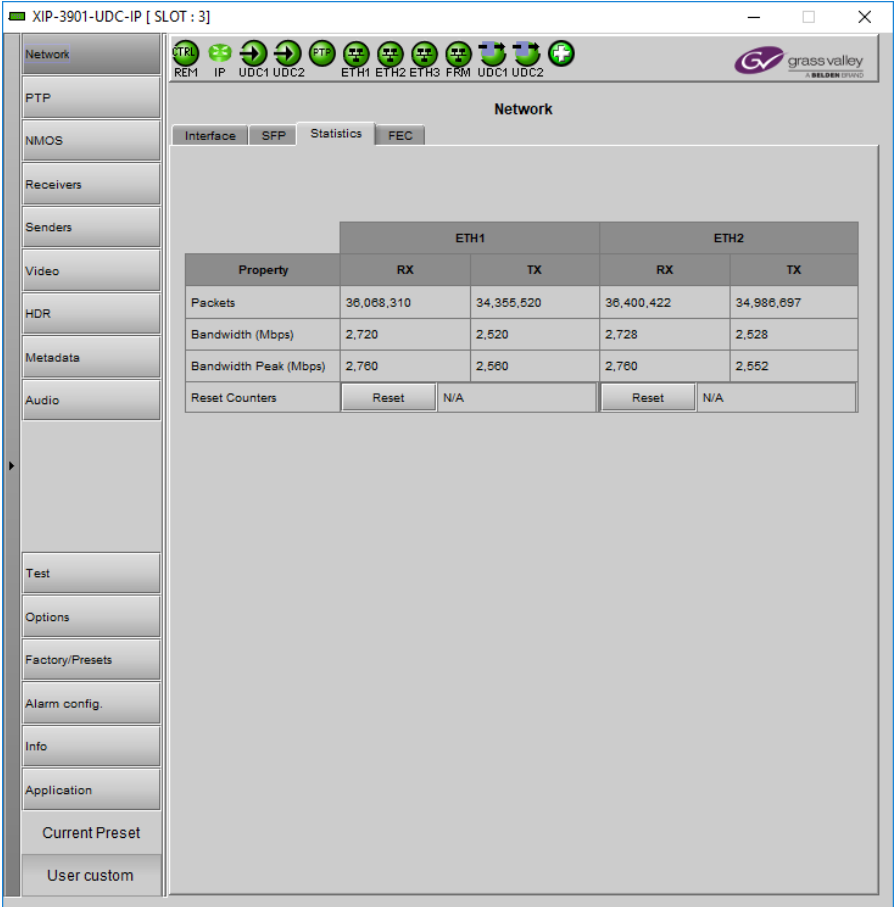 XIP-3901-UDC-IP [ SLOT : 3]
Network
PTP
NMOS
Receivers
Senders
Video
HDR
Metadata
Audio
Test
Options
Factory/Presets
Alarm config.
Info
Application
Current Preset
User custom
CTRL PTP
REM IP UDC1 UDC2 ETH1 ETH2 ETH3 FRM UDC1 UDC2
GV grass valley
A BELDEN BRAND
Network
Interface SFP Statistics FEC
ETH1 ETH2
Property RX TX RX TX
Packets 36,068,310 34,355,520 36,400,422 34,986,697
Bandwidth (Mbps) 2,720 2,520 2,728 2,528
Bandwidth Peak (Mbps) 2,760 2,560 2,760 2,552
Reset Counters Reset N/A Reset N/A